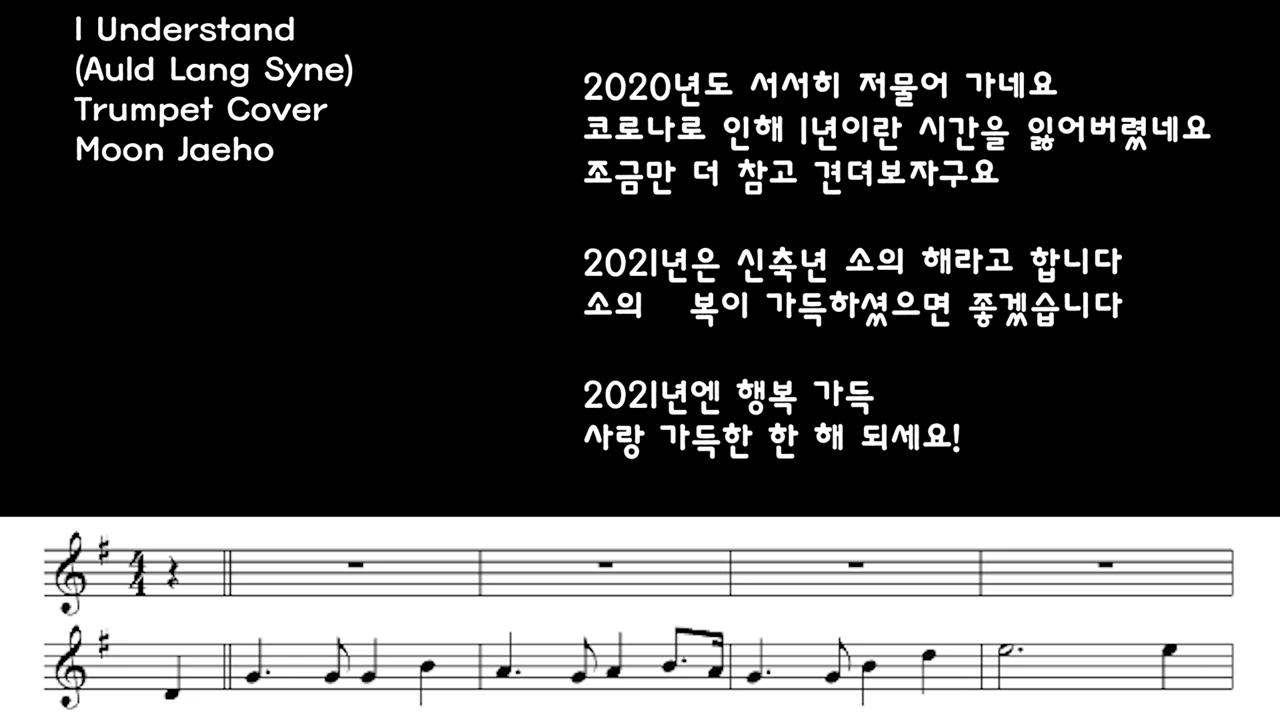 I Understand
(Auld Lang Syne)
Trumpet Cover
Moon Jaeho
2020년도 서서히 저물어 가네요
코로나로 인해 1년이란 시간을 잃어버렸네요
조금만 더 참고 견뎌보자구요
2021년은 신축년 소의 해라고 합니다
소의 복이 가득하셨으면 좋겠습니다
2021년엔 행복 가득
사랑 가득한 한 해 되세요!